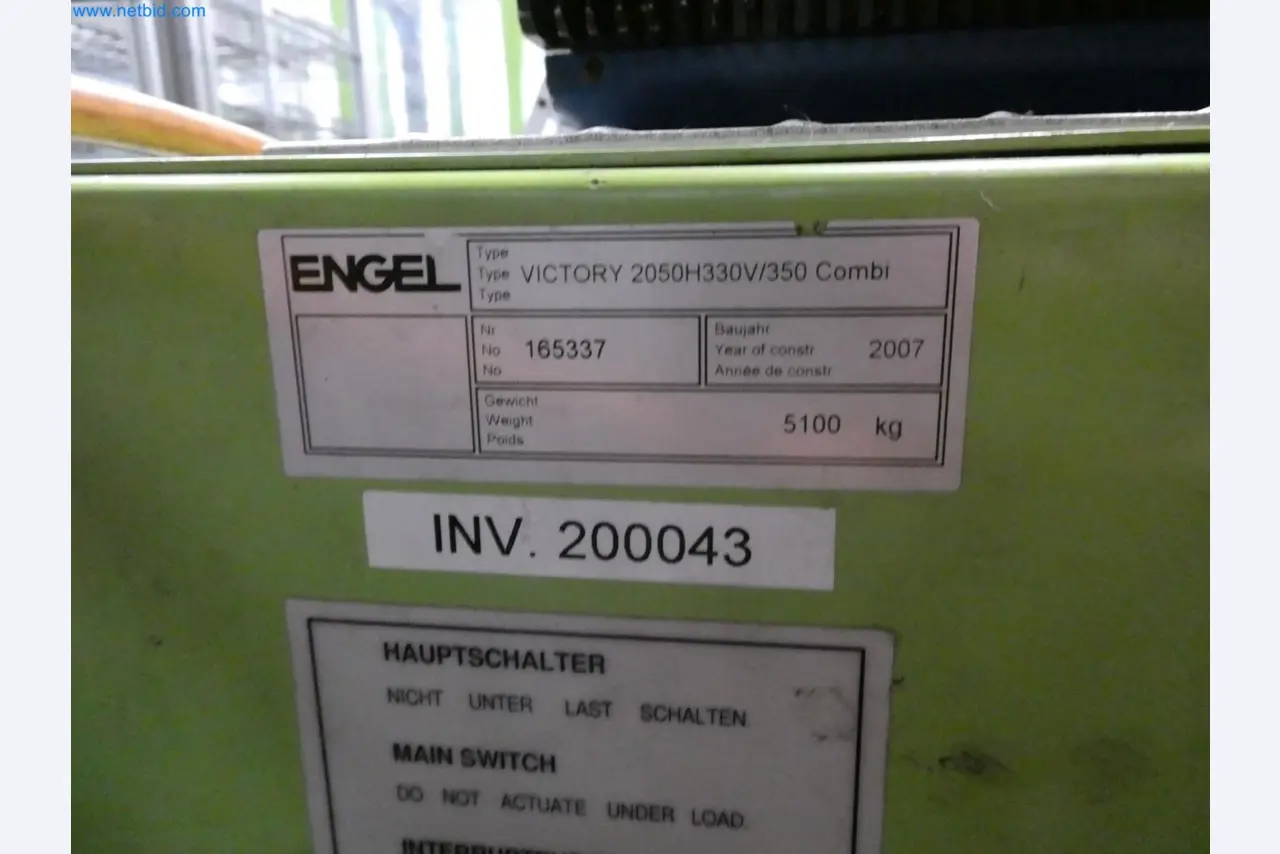 www.netbid.com
ENGEL
Type
Type VICTORY 2050H330V/350 Combi
Type
Nr
No 165337
No
Baujahr
Year of constr 2007
Année de constr
Gewicht
Weight 5100 kg
Poids
INV. 200043
HAUPTSCHALTER
NICHT UNTER LAST SCHALTEN
MAIN SWITCH
DO NOT ACTUATE UNDER LOAD